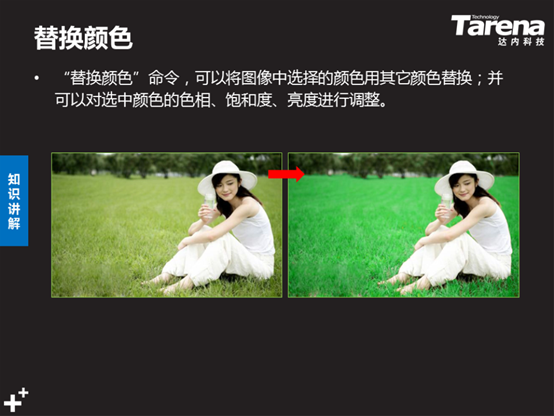 替换颜色
Technology
Tarena
达内科技
• “替换颜色”命令，可以将图像中选择的颜色用其它颜色替换；并
可以对选中颜色的色相、饱和度、亮度进行调整。
知识讲解